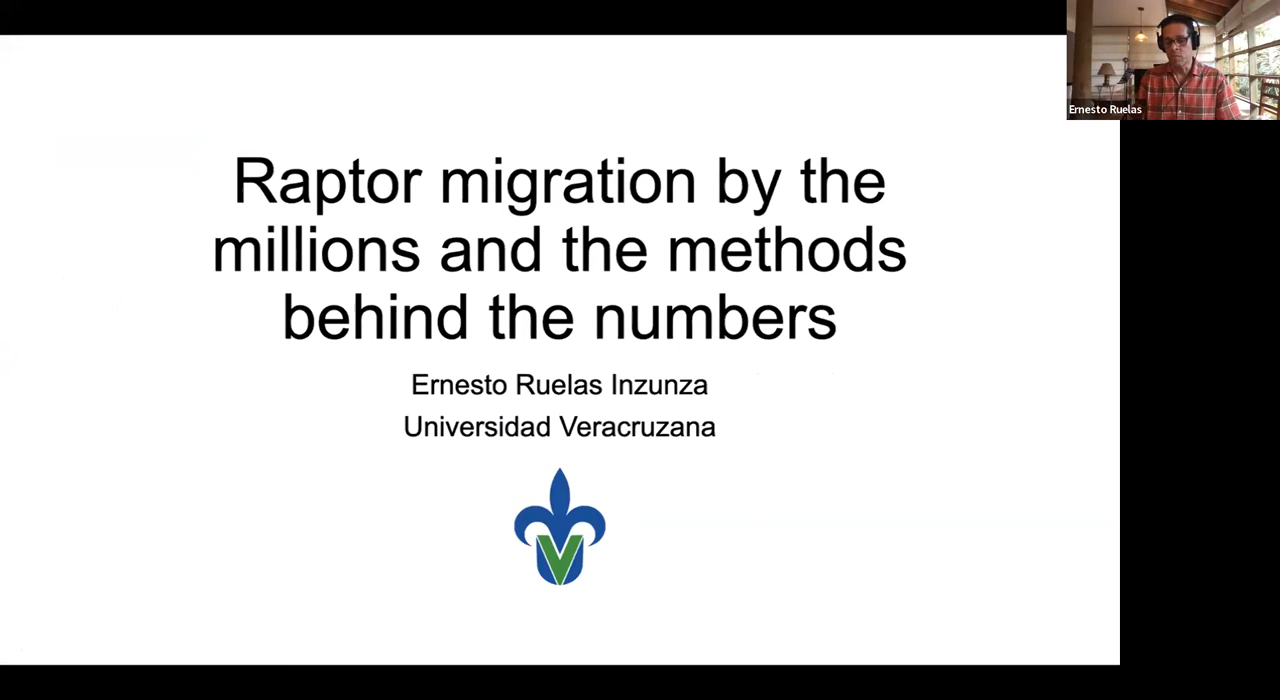 Ernesto Ruelas
Raptor migration by the
millions and the methods
behind the numbers
Ernesto Ruelas Inzunza
Universidad Veracruzana